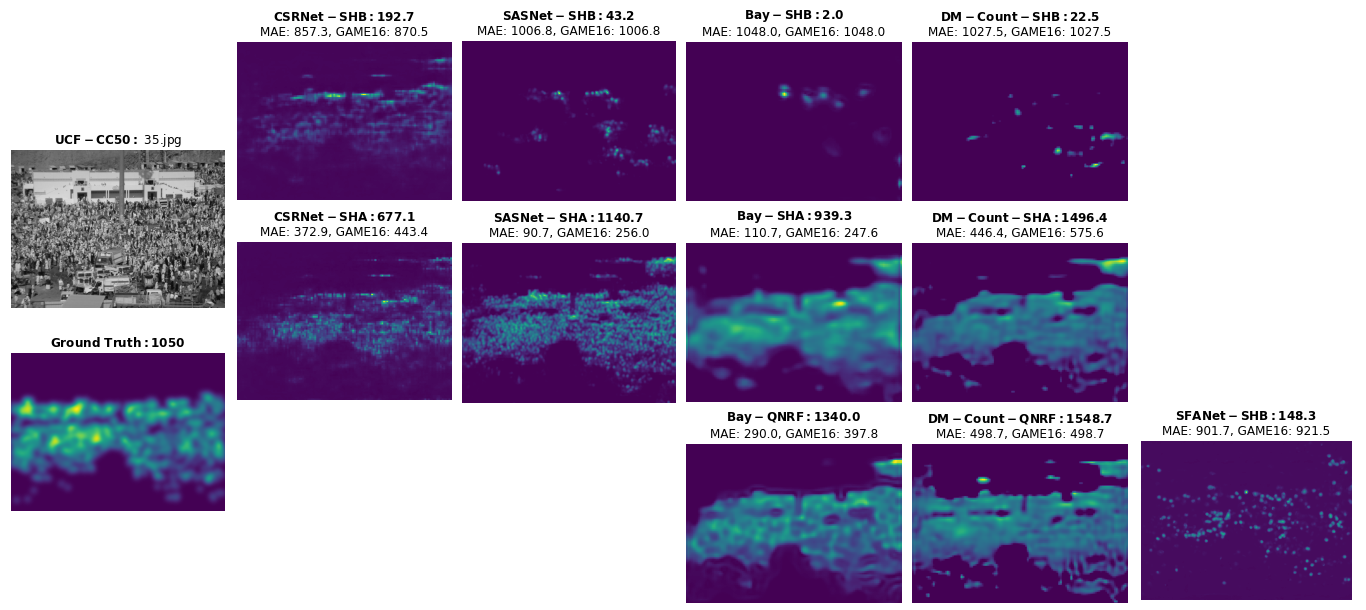 CSRNet − SHB : 192.7
MAE: 857.3, GAME16: 870.5
SASNet − SHB : 43.2
MAE: 1006.8, GAME16: 1006.8
Bay − SHB : 2.0
MAE: 1048.0, GAME16: 1048.0
DM − Count − SHB : 22.5
MAE: 1027.5, GAME16: 1027.5
UCF − CC50 : 35.jpg
CSRNet − SHA : 677.1
MAE: 372.9, GAME16: 443.4
SASNet − SHA : 1140.7
MAE: 90.7, GAME16: 256.0
Bay − SHA : 939.3
MAE: 110.7, GAME16: 247.6
DM − Count − SHA : 1496.4
MAE: 446.4, GAME16: 575.6
Ground Truth : 1050
Bay − QNRF : 1340.0
MAE: 290.0, GAME16: 397.8
DM − Count − QNRF : 1548.7
MAE: 498.7, GAME16: 498.7
SFANet − SHB : 148.3
MAE: 901.7, GAME16: 921.5